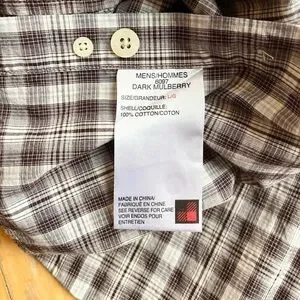 MENS/HOMMES
6097
DARK MULBERRY
SIZE/GRANDEUR:
SHELL/COQUILLE:
100% COTTON/COTON
MADE IN CHINA/
FABRIQUÉ EN CHINE
SEE REVERSE FOR CARE
VOIR ENDOS POUR
ENTRETIEN